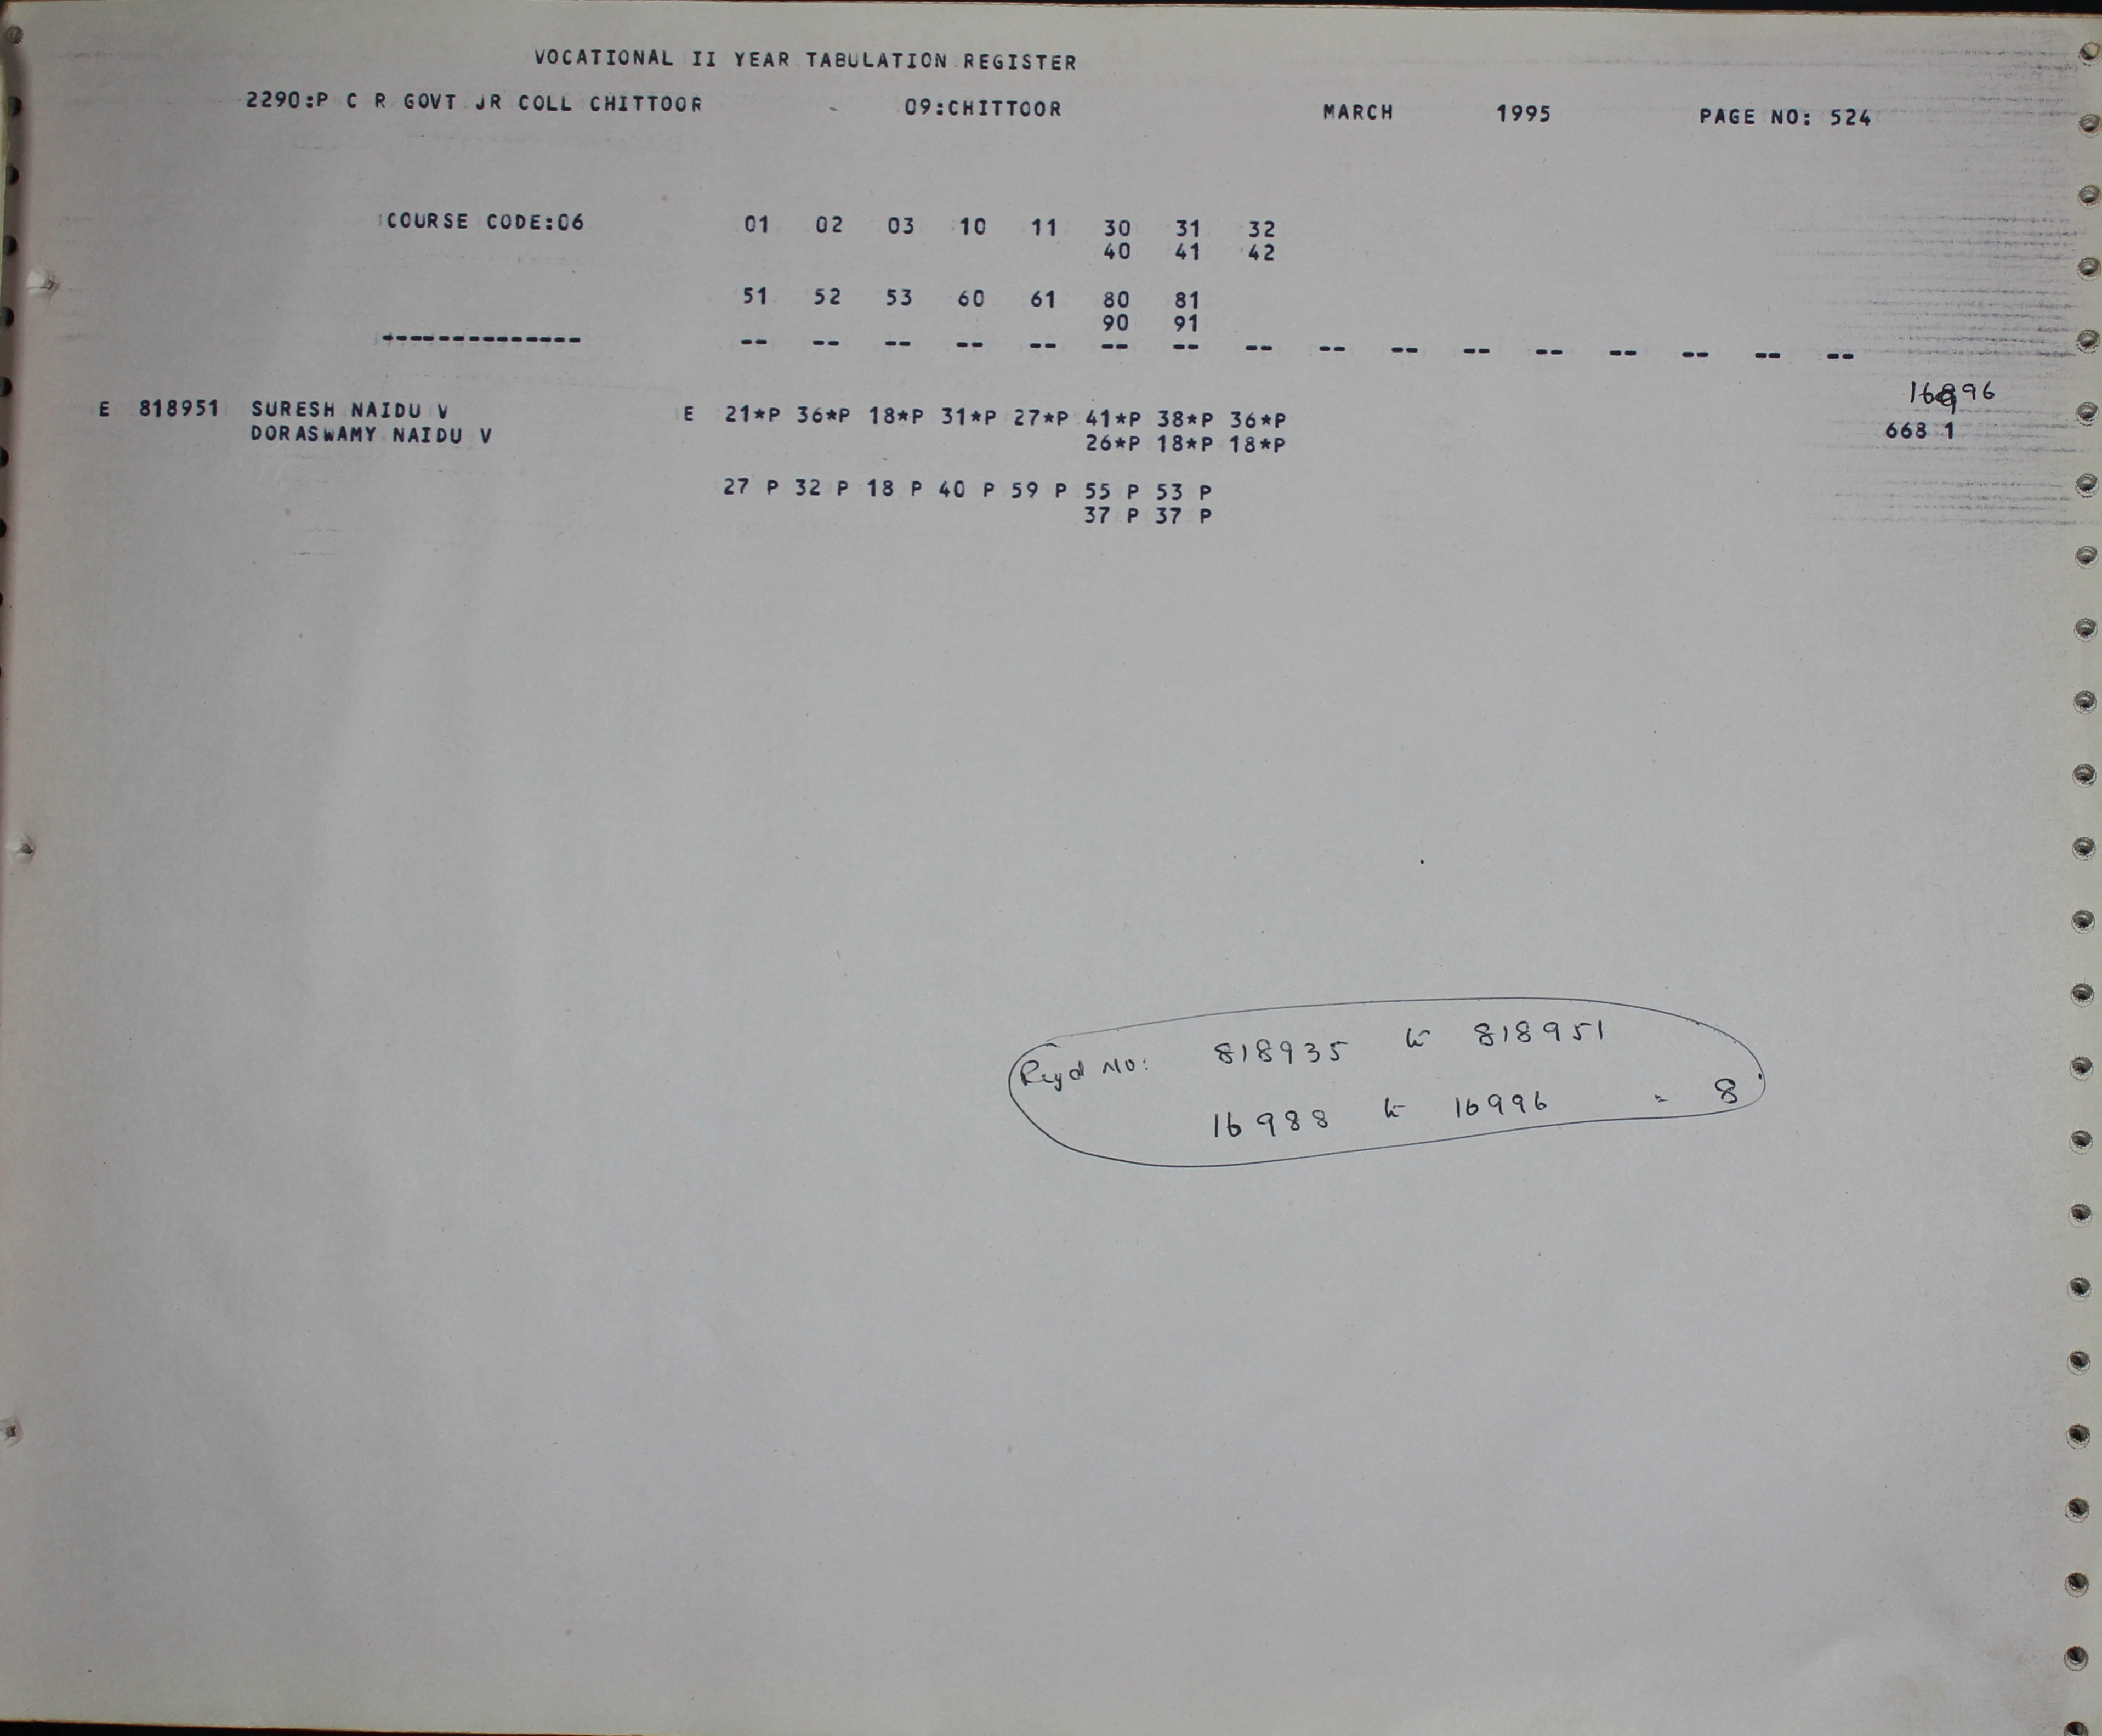 VOCATIONAL II YEAR TABULATION REGISTER
2290:P C R GOVT JR COLL CHITTOOR - 09:CHITTOOR MARCH 1995 PAGE NO: 524
COURSE CODE:06 01 02 03 10 11 30 31 32
40 41 42
51 52 53 60 61 80 81
90 91
-------------- -- -- -- -- -- -- -- -- -- -- -- -- -- -- -- --
16996
E 818951 SURESH NAIDU V E 21*P 36*P 18*P 31*P 27*P 41*P 38*P 36*P
DORASWAMY NAIDU V 26*P 18*P 18*P 668 1
27 P 32 P 18 P 40 P 59 P 55 P 53 P
37 P 37 P
Regd No: 818935 to 818951
16988 to 16996 = 8